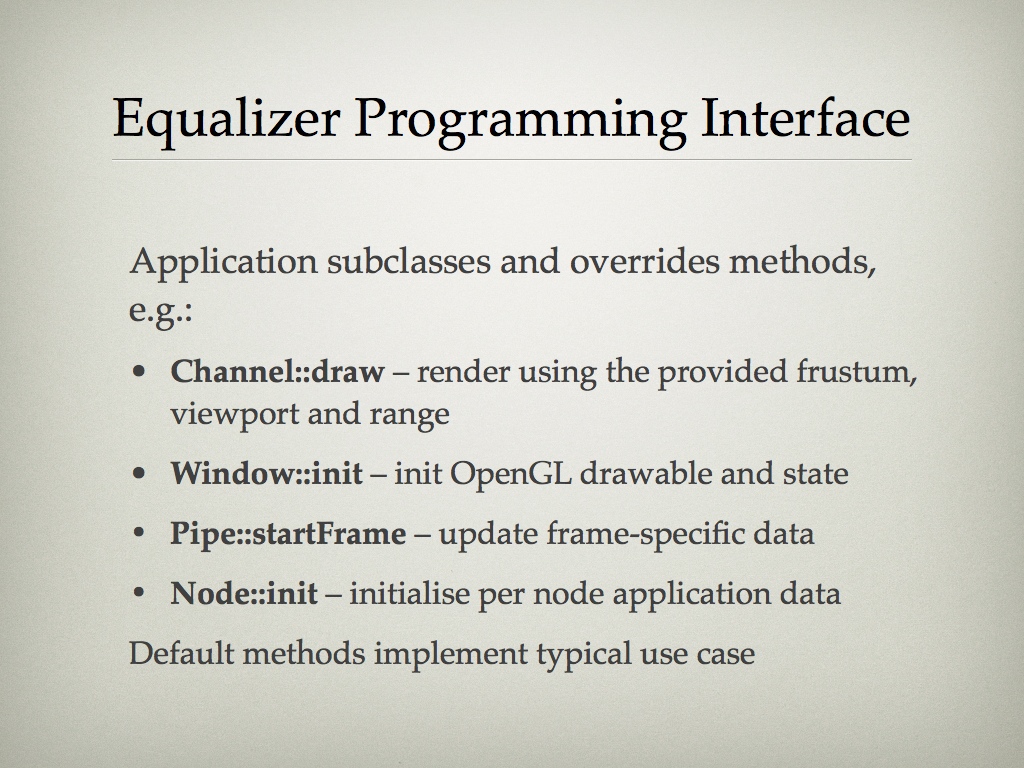 Equalizer Programming Interface
Application subclasses and overrides methods,
e.g.:
• Channel::draw – render using the provided frustum,
viewport and range
• Window::init – init OpenGL drawable and state
• Pipe::startFrame – update frame-specific data
• Node::init – initialise per node application data
Default methods implement typical use case